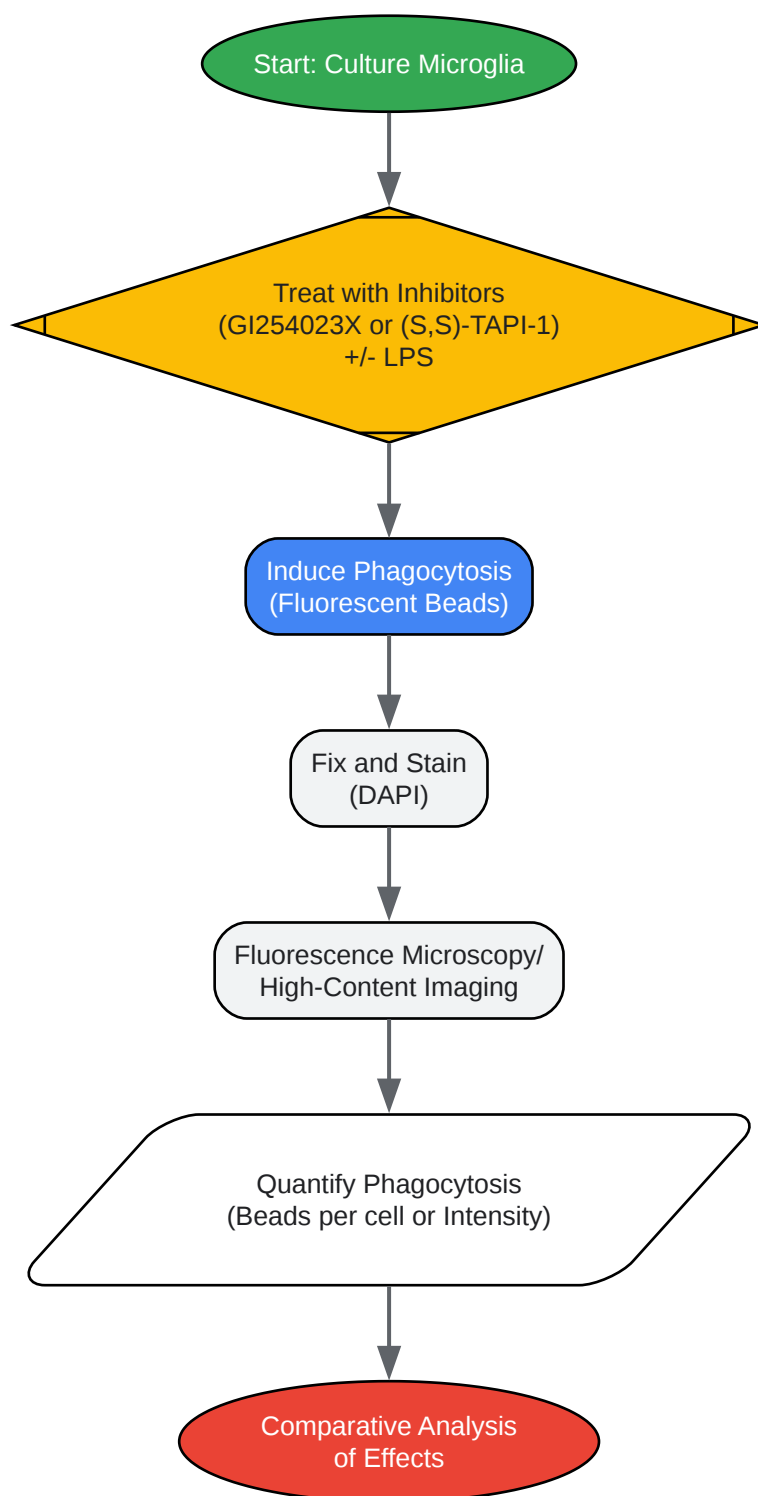 Start: Culture Microglia
Treat with Inhibitors
(GI254023X or (S,S)-TAPI-1)
+/- LPS
Induce Phagocytosis
(Fluorescent Beads)
Fix and Stain
(DAPI)
Fluorescence Microscopy/
High-Content Imaging
Quantify Phagocytosis
(Beads per cell or Intensity)
Comparative Analysis
of Effects